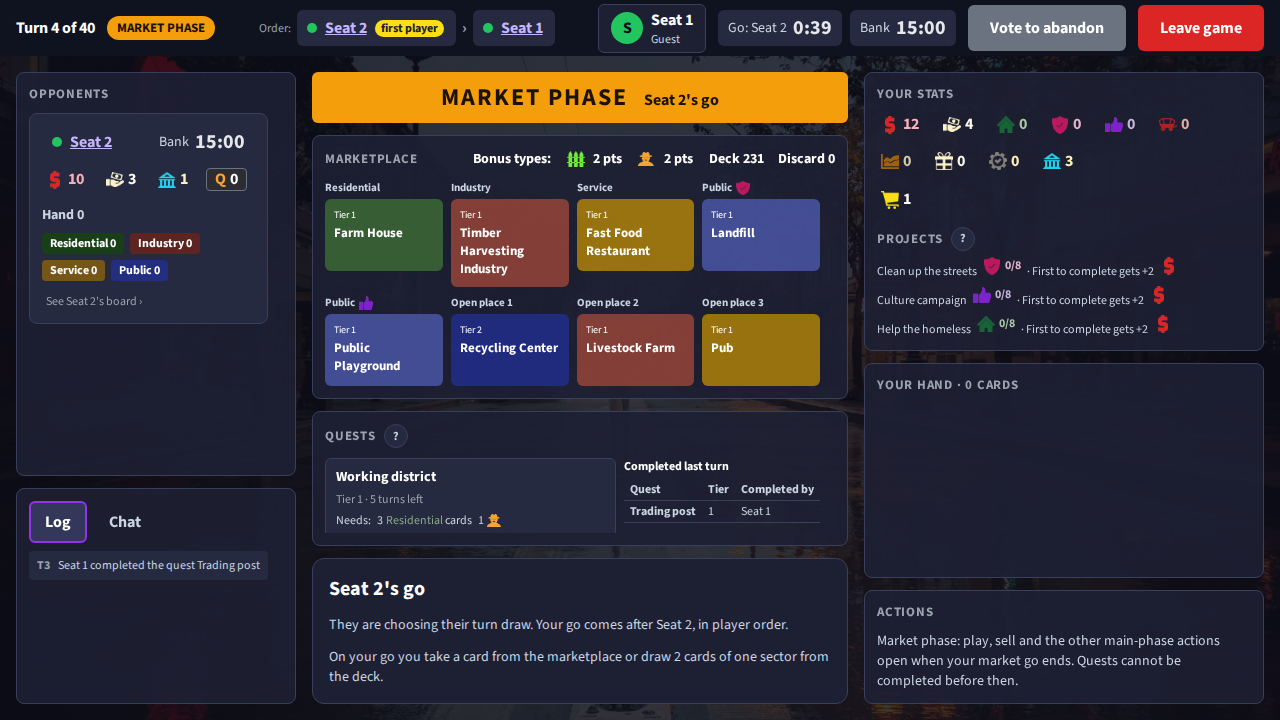 Turn 4 of 40 MARKET PHASE Order: Seat 2 first player › Seat 1 S Seat 1 Guest Go: Seat 2 0:39 Bank 15:00 Vote to abandon Leave game
OPPONENTS
Seat 2 Bank 15:00
10 3 1 Q 0
Hand 0
Residential 0 Industry 0
Service 0 Public 0
See Seat 2's board ›
Log Chat
T3 Seat 1 completed the quest Trading post
MARKET PHASE Seat 2's go
MARKETPLACE Bonus types: 2 pts 2 pts Deck 231 Discard 0
Residential Industry Service Public
Tier 1 Tier 1 Tier 1 Tier 1
Farm House Timber Harvesting Industry Fast Food Restaurant Landfill
Public Open place 1 Open place 2 Open place 3
Tier 1 Tier 2 Tier 1 Tier 1
Public Playground Recycling Center Livestock Farm Pub
QUESTS ?
Working district
Tier 1 · 5 turns left
Needs: 3 Residential cards 1
Completed last turn
Quest Tier Completed by
Trading post 1 Seat 1
Seat 2's go
They are choosing their turn draw. Your go comes after Seat 2, in player order.
On your go you take a card from the marketplace or draw 2 cards of one sector from
the deck.
YOUR STATS
12 4 0 0 0 0
0 0 0 3
1
PROJECTS ?
Clean up the streets 0/8 · First to complete gets +2
Culture campaign 0/8 · First to complete gets +2
Help the homeless 0/8 · First to complete gets +2
YOUR HAND · 0 CARDS
ACTIONS
Market phase: play, sell and the other main-phase actions
open when your market go ends. Quests cannot be
completed before then.